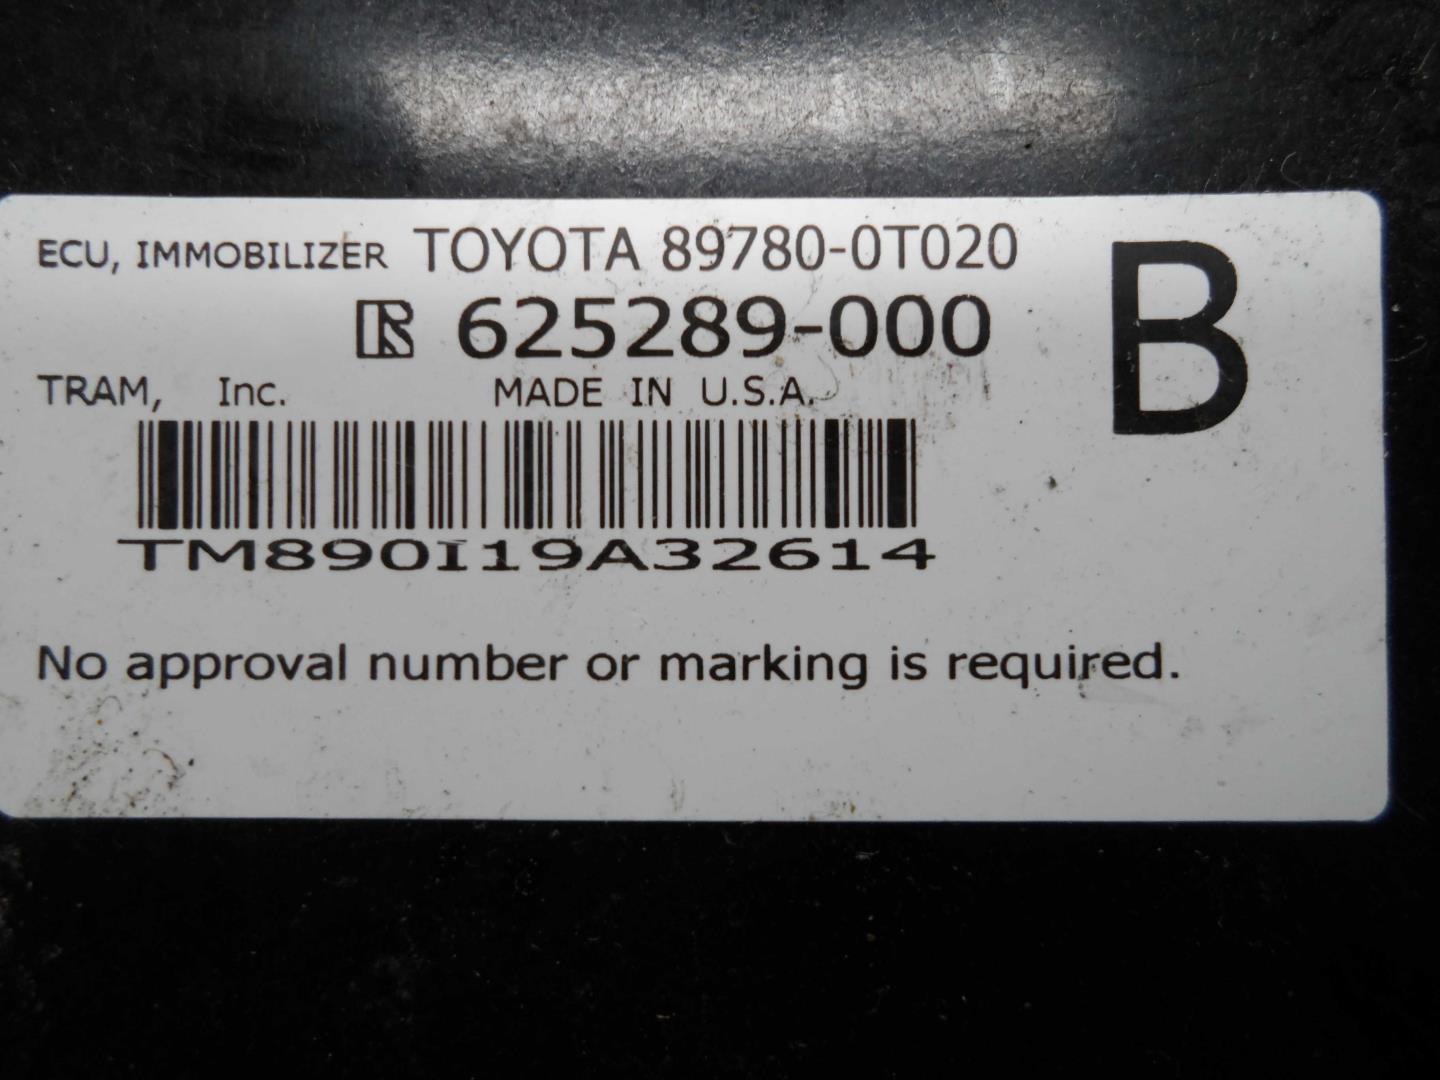 ECU, IMMOBILIZER TOYOTA 89780-0T020
625289-000
B
TRAM, Inc. MADE IN U.S.A.
TM890I19A32614
No approval number or marking is required.